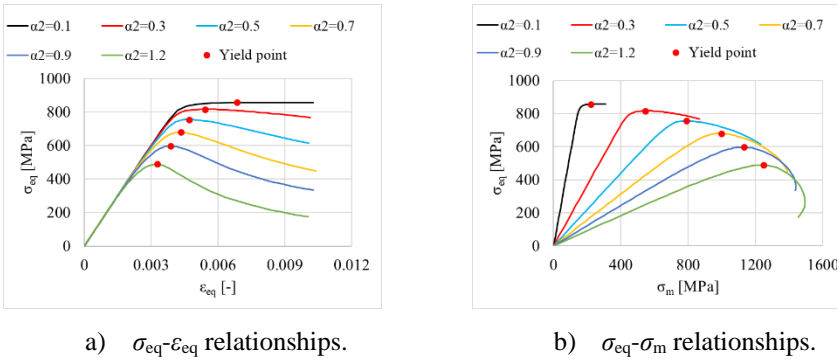 α2=0.1 α2=0.3 α2=0.5 α2=0.7
α2=0.9 α2=1.2 Yield point
1000
800
600
400
200
0
σeq [MPa]
0 0.003 0.006 0.009 0.012
εeq [-]
a) σeq-εeq relationships.
α2=0.1 α2=0.3 α2=0.5 α2=0.7
α2=0.9 α2=1.2 Yield point
1000
800
600
400
200
0
σeq [MPa]
0 400 800 1200 1600
σm [MPa]
b) σeq-σm relationships.